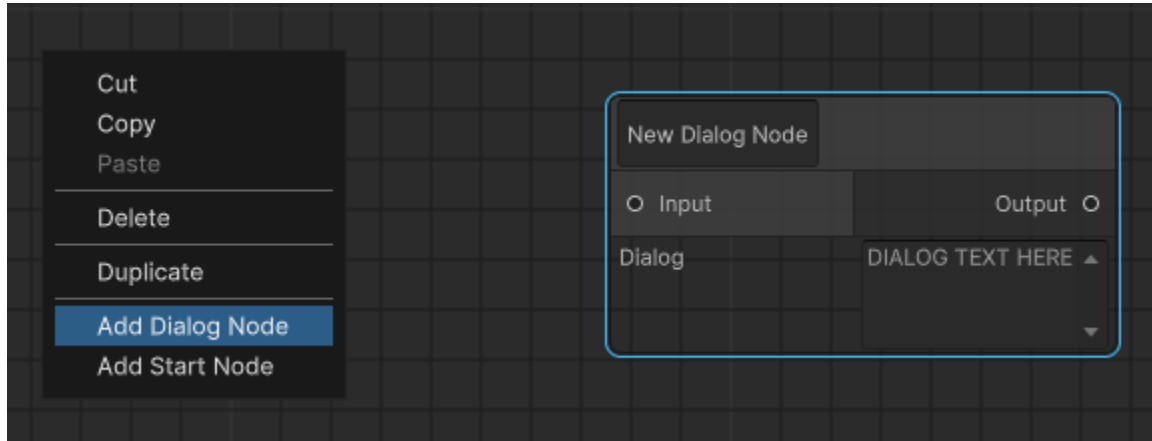 Cut
Copy
Paste
Delete
Duplicate
Add Dialog Node
Add Start Node
New Dialog Node
Input
Output
Dialog
DIALOG TEXT HERE